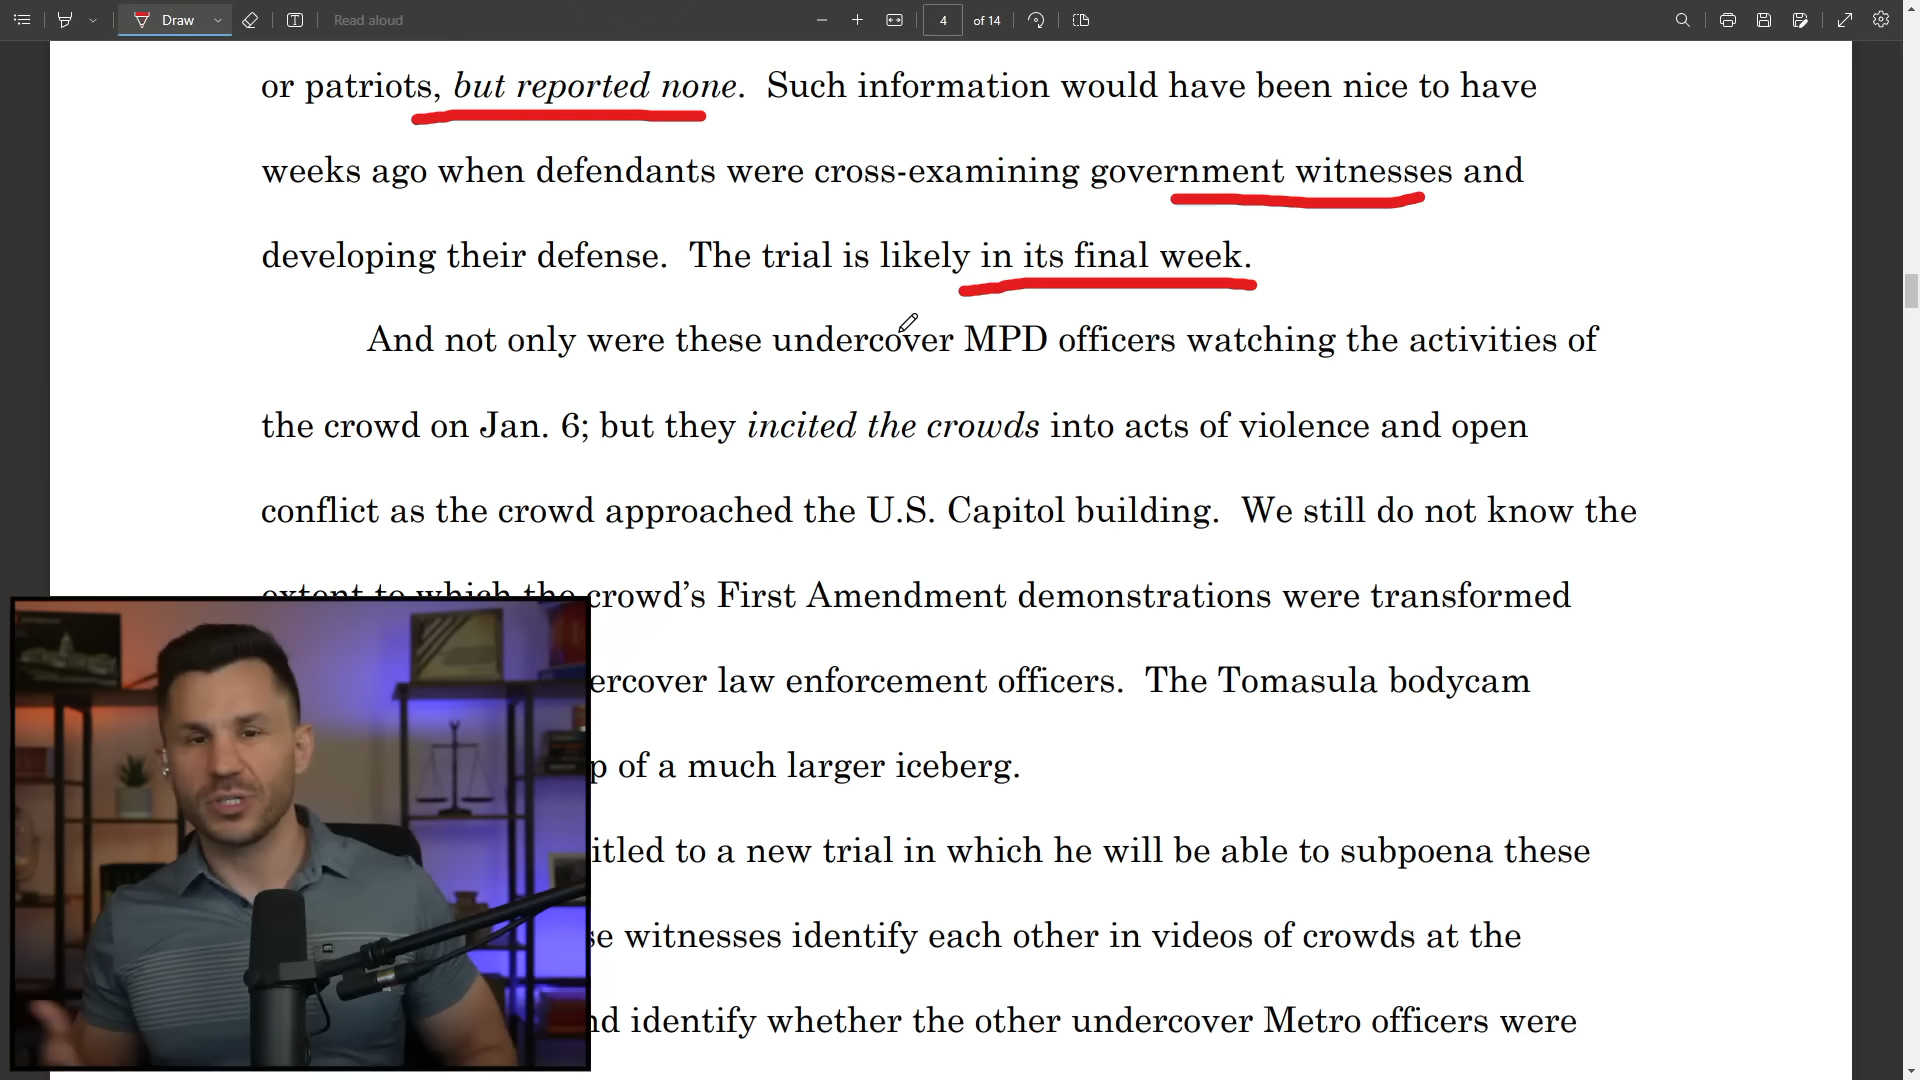 Draw
Read aloud
4 of 14
or patriots, but reported none. Such information would have been nice to have
weeks ago when defendants were cross-examining government witnesses and
developing their defense. The trial is likely in its final week.
And not only were these undercover MPD officers watching the activities of
the crowd on Jan. 6; but they incited the crowds into acts of violence and open
conflict as the crowd approached the U.S. Capitol building. We still do not know the
extent to which the crowd’s First Amendment demonstrations were transformed
ercover law enforcement officers. The Tomasula bodycam
p of a much larger iceberg.
itled to a new trial in which he will be able to subpoena these
se witnesses identify each other in videos of crowds at the
nd identify whether the other undercover Metro officers were